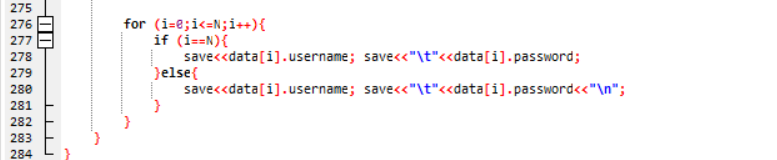 275
276 for (i=0;i<=N;i++){
277 if (i==N){
278 save<<data[i].username; save<<"\t"<<data[i].password;
279 }else{
280 save<<data[i].username; save<<"\t"<<data[i].password<<"\n";
281 }
282 }
283 }
284 }